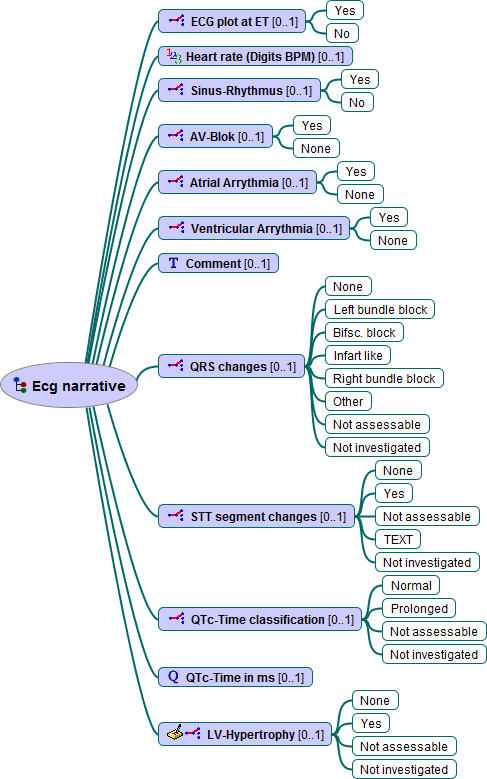 ECG plot at ET [0..1]
Yes
No
Heart rate (Digits BPM) [0..1]
Sinus-Rhythmus [0..1]
Yes
No
AV-Blok [0..1]
Yes
None
Atrial Arrythmia [0..1]
Yes
None
Ventricular Arrythmia [0..1]
Yes
None
T Comment [0..1]
Ecg narrative
QRS changes [0..1]
None
Left bundle block
Bifsc. block
Infart like
Right bundle block
Other
Not assessable
Not investigated
STT segment changes [0..1]
None
Yes
Not assessable
TEXT
Not investigated
QTc-Time classification [0..1]
Normal
Prolonged
Not assessable
Not investigated
Q QTc-Time in ms [0..1]
LV-Hypertrophy [0..1]
None
Yes
Not assessable
Not investigated